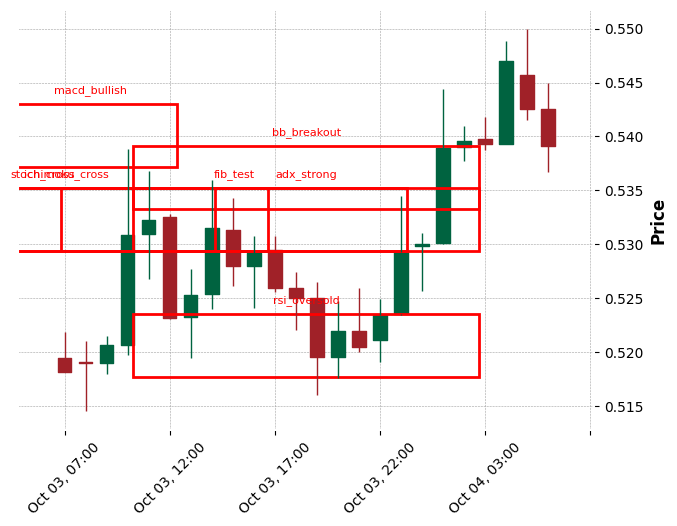 macd_bullish
bb_breakout
stoch_cross
ichimoku_cross
fib_test
adx_strong
rsi_oversold
0.550
0.545
0.540
0.535
0.530
0.525
0.520
0.515
Price
Oct 03, 07:00
Oct 03, 12:00
Oct 03, 17:00
Oct 03, 22:00
Oct 04, 03:00